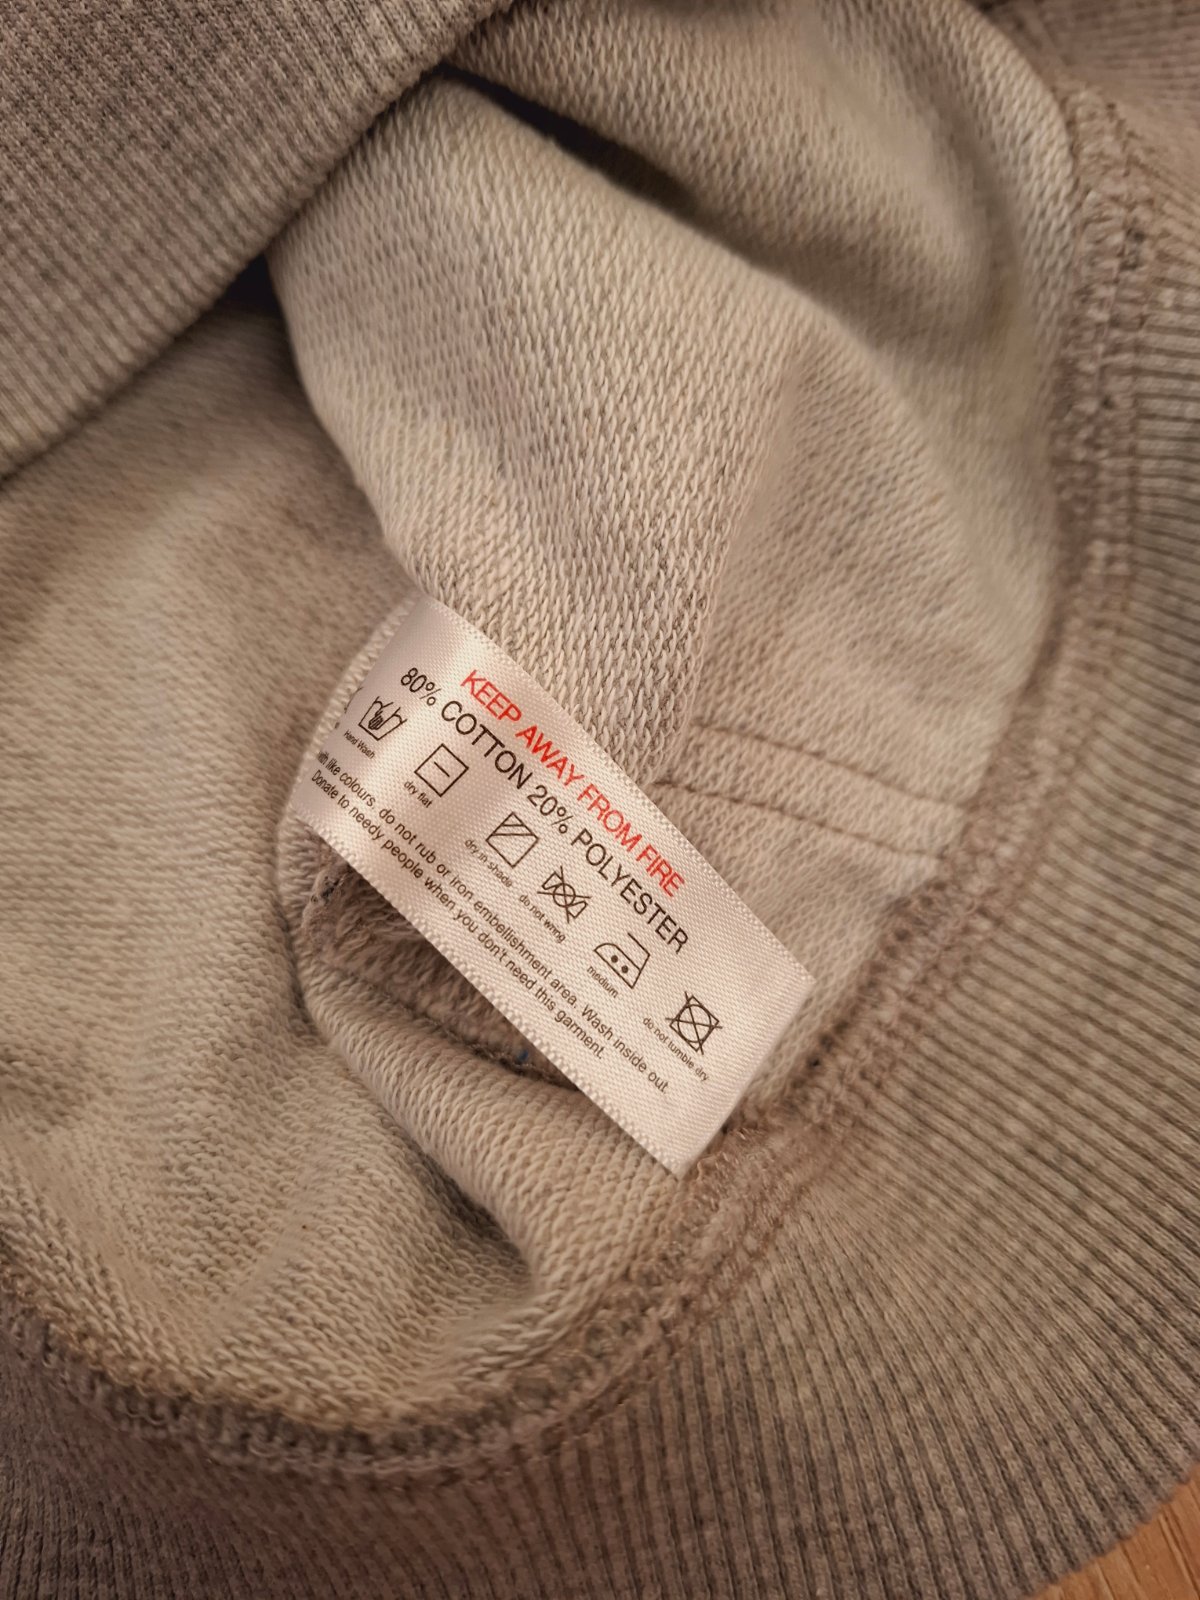 KEEP AWAY FROM FIRE
80% COTTON 20% POLYESTER
Hand Wash
dry flat
dry in shade
do not wring
medium
do not tumble dry
like colours, do not rub or iron embellishment area. Wash inside out.
Donate to needy people when you don't need this garment.